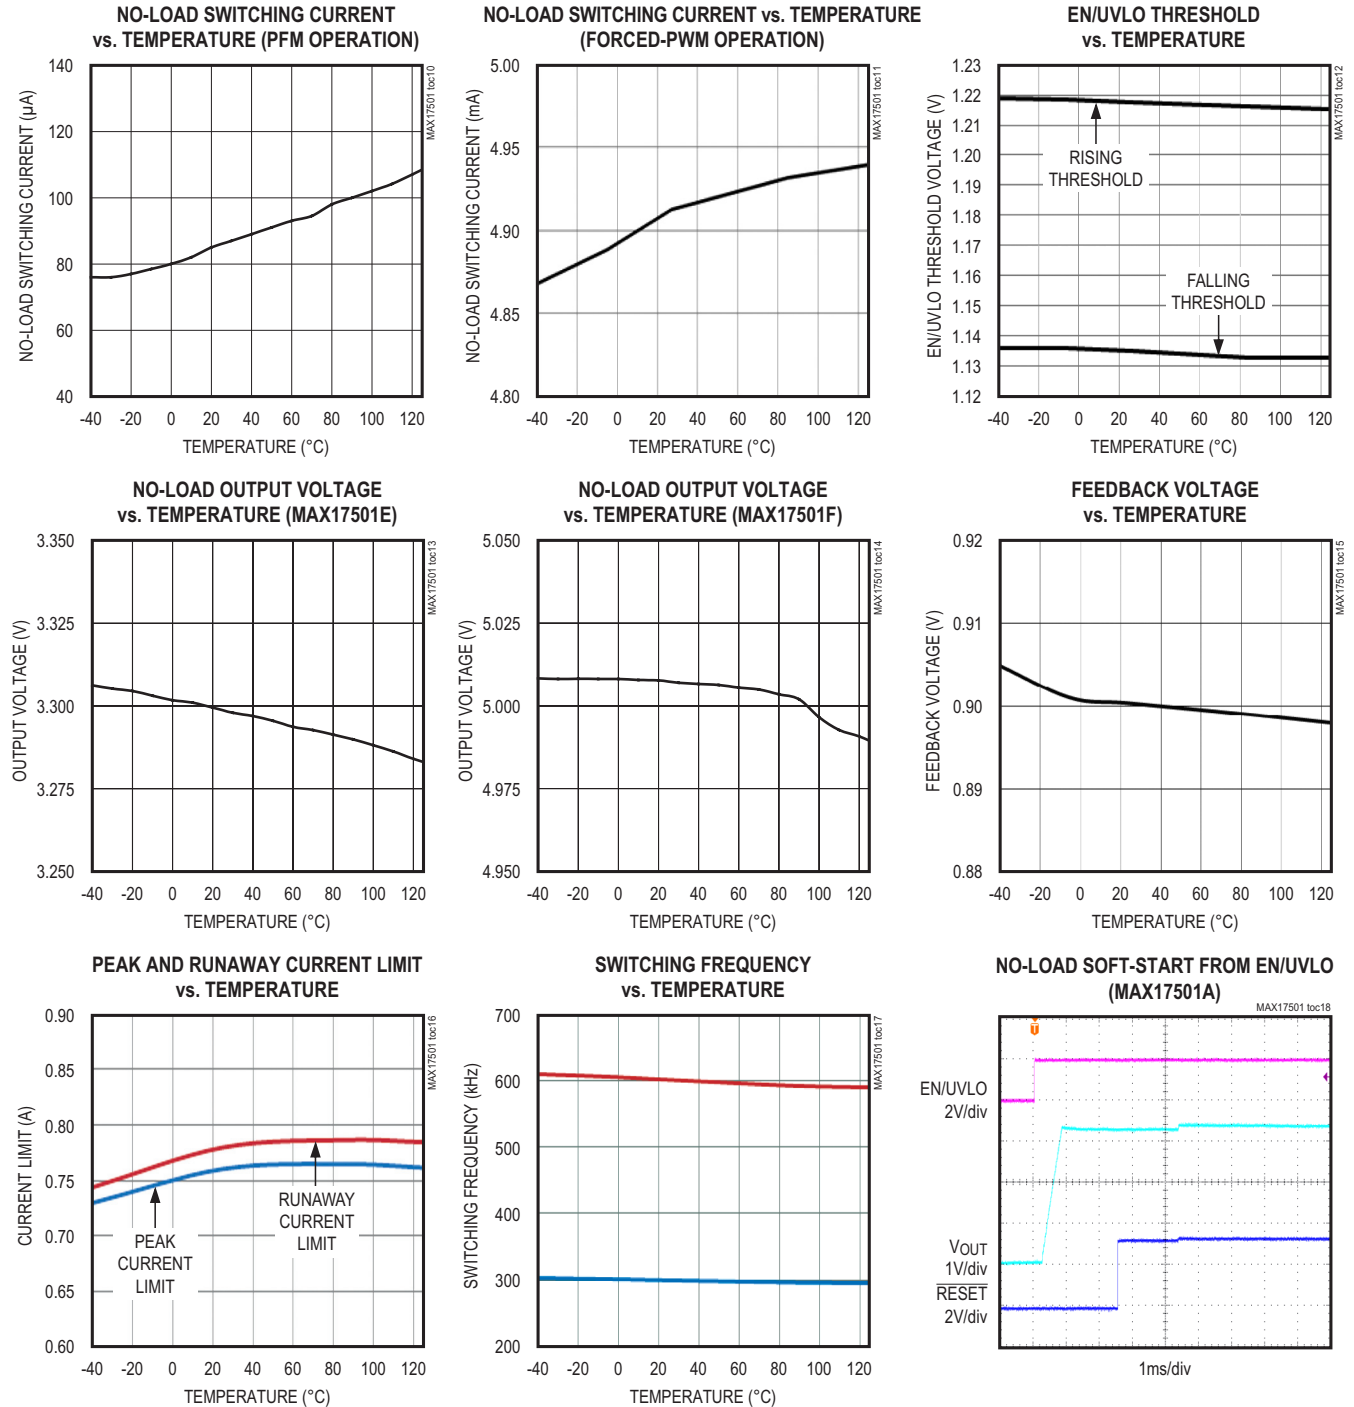 NO-LOAD SWITCHING CURRENT
vs. TEMPERATURE (PFM OPERATION)
MAX17501 toc10
NO-LOAD SWITCHING CURRENT (µA)
140
120
100
80
60
40
-40 -20 0 20 40 60 80 100 120
TEMPERATURE (°C)
NO-LOAD SWITCHING CURRENT vs. TEMPERATURE
(FORCED-PWM OPERATION)
MAX17501 toc11
NO-LOAD SWITCHING CURRENT (mA)
5.00
4.95
4.90
4.85
4.80
-40 -20 0 20 40 60 80 100 120
TEMPERATURE (°C)
EN/UVLO THRESHOLD
vs. TEMPERATURE
MAX17501 toc12
EN/UVLO THRESHOLD VOLTAGE (V)
1.23
1.22
1.21
1.20
1.19
1.18
1.17
1.16
1.15
1.14
1.13
1.12
RISING
THRESHOLD
FALLING
THRESHOLD
-40 -20 0 20 40 60 80 100 120
TEMPERATURE (°C)
NO-LOAD OUTPUT VOLTAGE
vs. TEMPERATURE (MAX17501E)
MAX17501 toc13
OUTPUT VOLTAGE (V)
3.350
3.325
3.300
3.275
3.250
-40 -20 0 20 40 60 80 100 120
TEMPERATURE (°C)
NO-LOAD OUTPUT VOLTAGE
vs. TEMPERATURE (MAX17501F)
MAX17501 toc14
OUTPUT VOLTAGE (V)
5.050
5.025
5.000
4.975
4.950
-40 -20 0 20 40 60 80 100 120
TEMPERATURE (°C)
FEEDBACK VOLTAGE
vs. TEMPERATURE
MAX17501 toc15
FEEDBACK VOLTAGE (V)
0.92
0.91
0.90
0.89
0.88
-40 -20 0 20 40 60 80 100 120
TEMPERATURE (°C)
PEAK AND RUNAWAY CURRENT LIMIT
vs. TEMPERATURE
MAX17501 toc16
CURRENT LIMIT (A)
0.90
0.85
0.80
0.75
0.70
0.65
0.60
PEAK
CURRENT
LIMIT
RUNAWAY
CURRENT
LIMIT
-40 -20 0 20 40 60 80 100 120
TEMPERATURE (°C)
SWITCHING FREQUENCY
vs. TEMPERATURE
MAX17501 toc17
SWITCHING FREQUENCY (kHz)
700
600
500
400
300
200
-40 -20 0 20 40 60 80 100 120
TEMPERATURE (°C)
NO-LOAD SOFT-START FROM EN/UVLO
(MAX17501A)
MAX17501 toc18
T
EN/UVLO
2V/div
VOUT
1V/div
RESET
2V/div
1ms/div